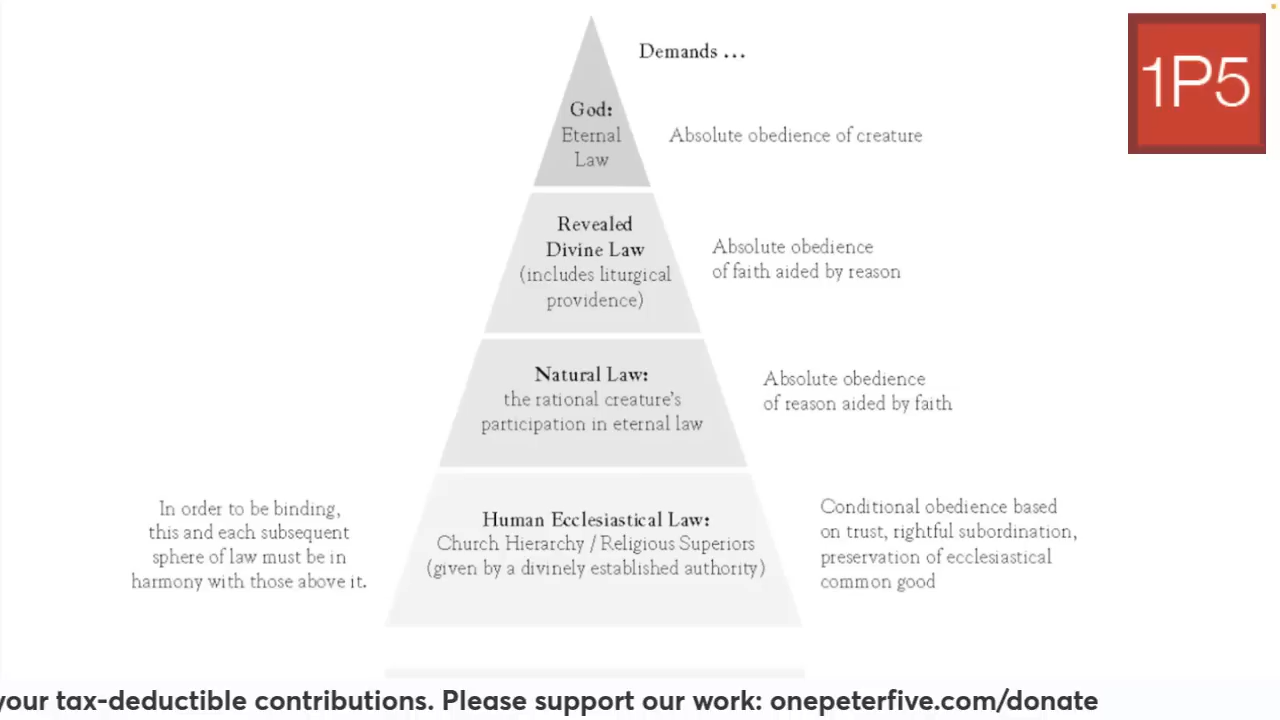 Demands ...
1P5
God:
Eternal
Law
Absolute obedience of creature
Revealed
Divine Law
(includes liturgical
providence)
Absolute obedience
of faith aided by reason
Natural Law:
the rational creature's
participation in eternal law
Absolute obedience
of reason aided by faith
In order to be binding,
this and each subsequent
sphere of law must be in
harmony with those above it.
Human Ecclesiastical Law:
Church Hierarchy / Religious Superiors
(given by a divinely established authority)
Conditional obedience based
on trust, rightful subordination,
preservation of ecclesiastical
common good
your tax-deductible contributions. Please support our work: onepeterfive.com/donate